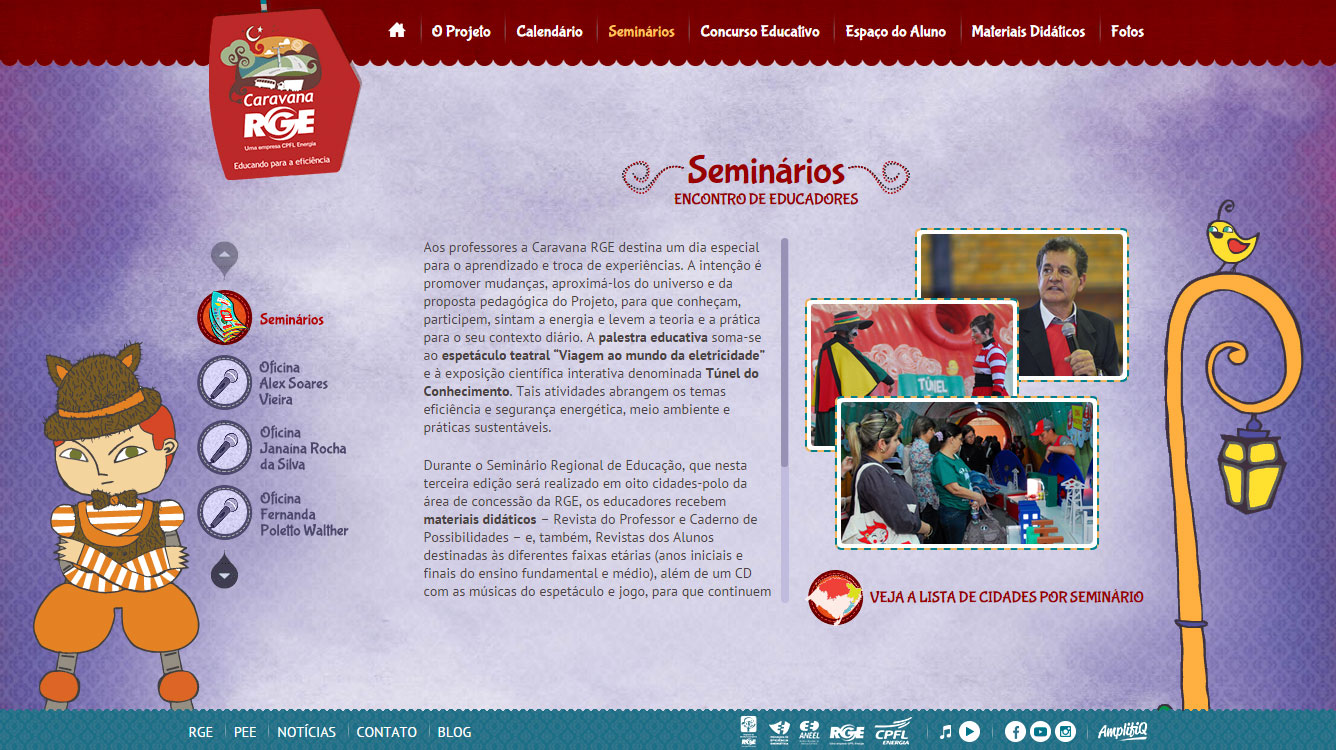 O Projeto
Calendário
Seminários
Concurso Educativo
Espaço do Aluno
Materiais Didáticos
Fotos
Caravana
RGE
Uma empresa CPFL Energia
Educando para a eficiência
Seminários
ENCONTRO DE EDUCADORES
Seminários
Oficina
Alex Soares
Vieira
Oficina
Janaína Rocha
da Silva
Oficina
Fernanda
Poletto Walther
Aos professores a Caravana RGE destina um dia especial
para o aprendizado e troca de experiências. A intenção é
promover mudanças, aproximá-los do universo e da
proposta pedagógica do Projeto, para que conheçam,
participem, sintam a energia e levem a teoria e a prática
para o seu contexto diário. A palestra educativa soma-se
ao espetáculo teatral “Viagem ao mundo da eletricidade”
e à exposição científica interativa denominada Túnel do
Conhecimento. Tais atividades abrangem os temas
eficiência e segurança energética, meio ambiente e
práticas sustentáveis.
Durante o Seminário Regional de Educação, que nesta
terceira edição será realizado em oito cidades-polo da
área de concessão da RGE, os educadores recebem
materiais didáticos – Revista do Professor e Caderno de
Possibilidades – e, também, Revistas dos Alunos
destinadas às diferentes faixas etárias (anos iniciais e
finais do ensino fundamental e médio), além de um CD
com as músicas do espetáculo e jogo, para que continuem
TÚNEL
VEJA A LISTA DE CIDADES POR SEMINÁRIO
RGE
PEE
NOTÍCIAS
CONTATO
BLOG
RGE
ANEEL
RGE
Uma empresa CPFL Energia
CPFL
ENERGIA
AmplifiQ